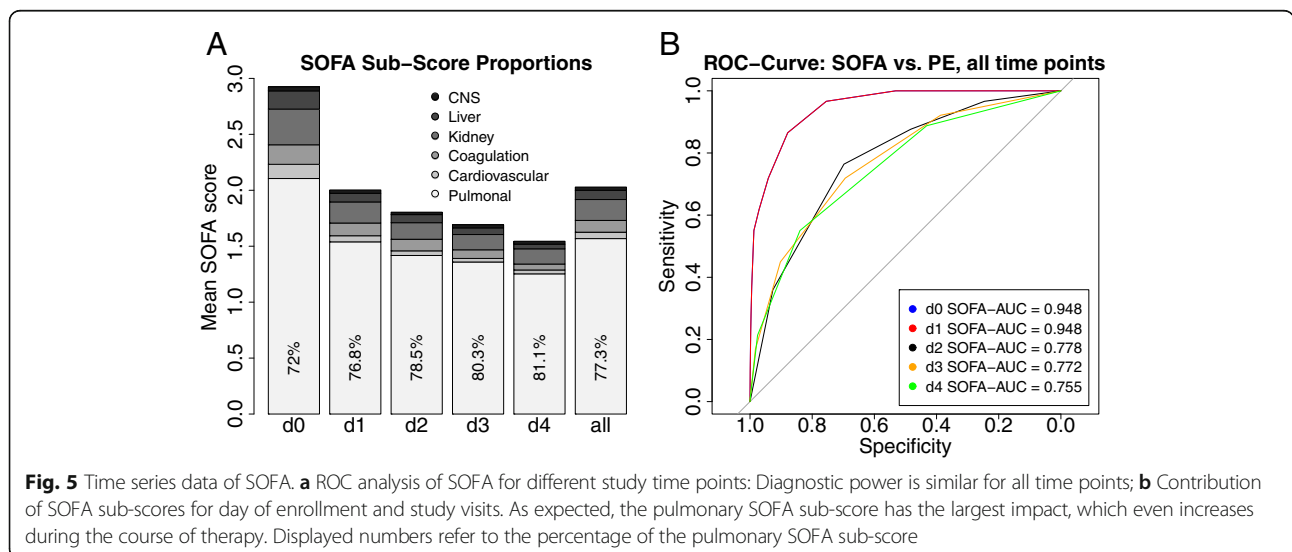 A
SOFA Sub-Score Proportions
Mean SOFA score
3.0
2.5
2.0
1.5
1.0
0.5
0.0
CNS
Liver
Kidney
Coagulation
Cardiovascular
Pulmonal
72%
76.8%
78.5%
80.3%
81.1%
77.3%
d0 d1 d2 d3 d4 all
B
ROC-Curve: SOFA vs. PE, all time points
Sensitivity
1.0
0.8
0.6
0.4
0.2
0.0
d0 SOFA-AUC = 0.948
d1 SOFA-AUC = 0.948
d2 SOFA-AUC = 0.778
d3 SOFA-AUC = 0.772
d4 SOFA-AUC = 0.755
1.0 0.8 0.6 0.4 0.2 0.0
Specificity
Fig. 5 Time series data of SOFA. a ROC analysis of SOFA for different study time points: Diagnostic power is similar for all time points; b Contribution
of SOFA sub-scores for day of enrollment and study visits. As expected, the pulmonary SOFA sub-score has the largest impact, which even increases
during the course of therapy. Displayed numbers refer to the percentage of the pulmonary SOFA sub-score